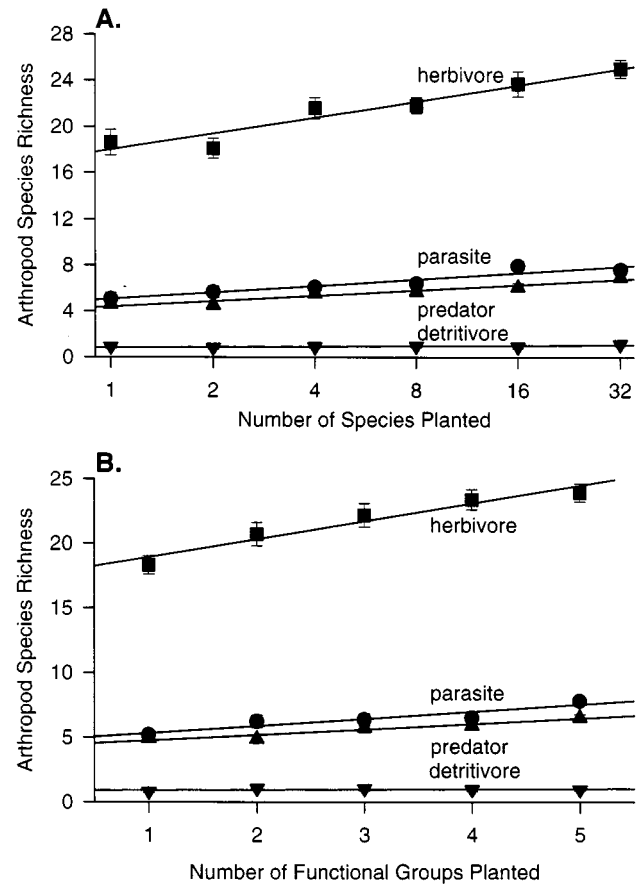 A.
28
24
20
16
12
8
4
0
Arthropod Species Richness
herbivore
parasite
predator
detritivore
1 2 4 8 16 32
Number of Species Planted
B.
25
20
15
10
5
0
Arthropod Species Richness
herbivore
parasite
predator
detritivore
1 2 3 4 5
Number of Functional Groups Planted